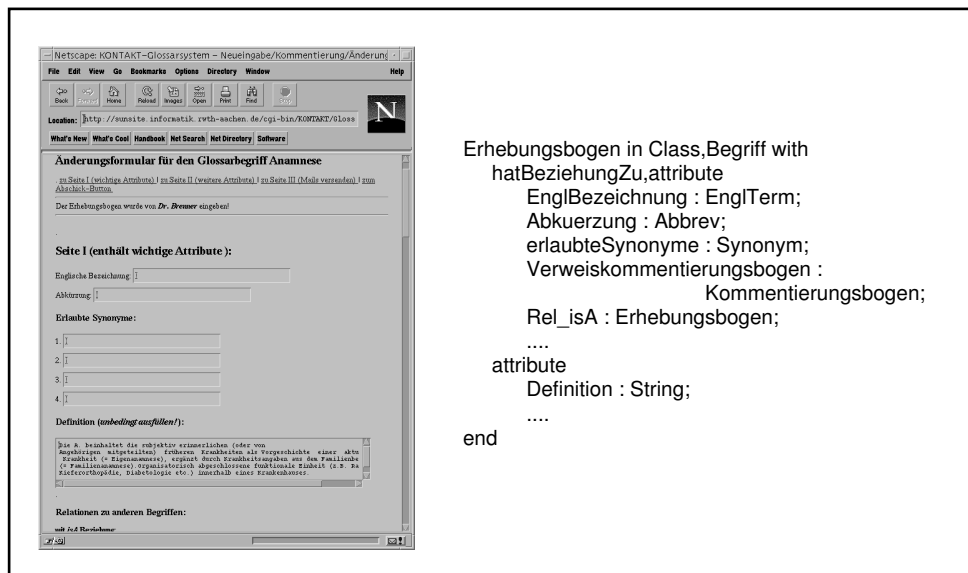 Netscape: KONTAKT-Glossarsystem - Neueingabe/Kommentierung/Änderung
File Edit View Go Bookmarks Options Directory Window Help
Back Forward Home Reload Images Open Print Find Stop
Location: http://sunsite.informatik.rwth-aachen.de/cgi-bin/KONTAKT/Gloss
N
What's New What's Cool Handbook Net Search Net Directory Software
Änderungsformular für den Glossarbegriff Anamnese
. zu Seite I (wichtige Attribute) | zu Seite II (weitere Attribute) | zu Seite III (Mails versenden) | zum
Abschick-Button
Der Erhebungsbogen wurde von Dr. Brenner eingeben!
.
Seite I (enthält wichtige Attribute ):
Englische Bezeichnung:
Abkürzung:
Erlaubte Synonyme:
1.
2.
3.
4.
Definition (unbedingt ausfüllen!):
Die A. beinhaltet die subjektiv erinnerlichen (oder von
Angehörigen mitgeteilten) früheren Krankheiten als Vorgeschichte einer aktu
Krankheit (= Eigenanamnese), ergänzt durch Krankheitsangaben aus dem Familienbe
(= Familienanamnese).organisatorisch abgeschlossene funktionale Einheit (z.B. Ra
Kieferorthopädie, Diabetologie etc.) innerhalb eines Krankenhauses.
.
Relationen zu anderen Begriffen:
mit isA Beziehung:
Erhebungsbogen in Class,Begriff with
hatBeziehungZu,attribute
EnglBezeichnung : EnglTerm;
Abkuerzung : Abbrev;
erlaubteSynonyme : Synonym;
Verweiskommentierungsbogen :
Kommentierungsbogen;
Rel_isA : Erhebungsbogen;
....
attribute
Definition : String;
....
end